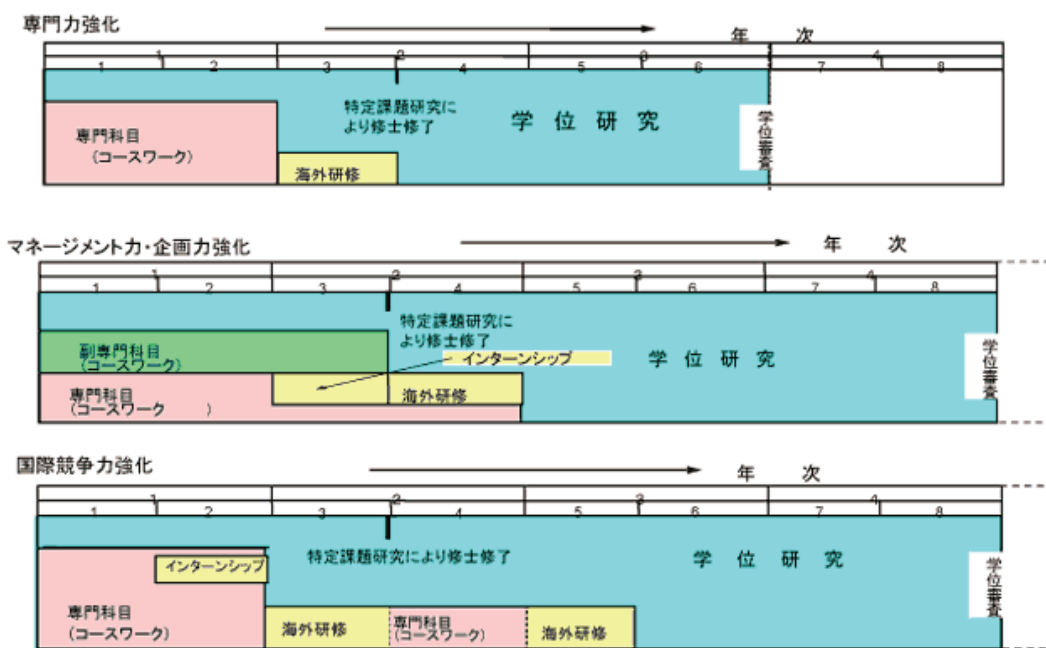 専門力強化
年 次
1 2 3 4
1 2 3 4 5 6 7 8
特定課題研究に
より修士修了
学位研究
専門科目
(コースワーク)
海外研修
学位審査
マネージメント力・企画力強化
年 次
1 2 3 4
1 2 3 4 5 6 7 8
特定課題研究に
より修士修了
副専門科目
(コースワーク)
インターンシップ
学位研究
専門科目
(コースワーク )
海外研修
学位審査
国際競争力強化
年 次
1 2 3 4
1 2 3 4 5 6 7 8
特定課題研究により修士修了
学位研究
インターンシップ
専門科目
(コースワーク)
海外研修
専門科目
(コースワーク)
海外研修
学位審査